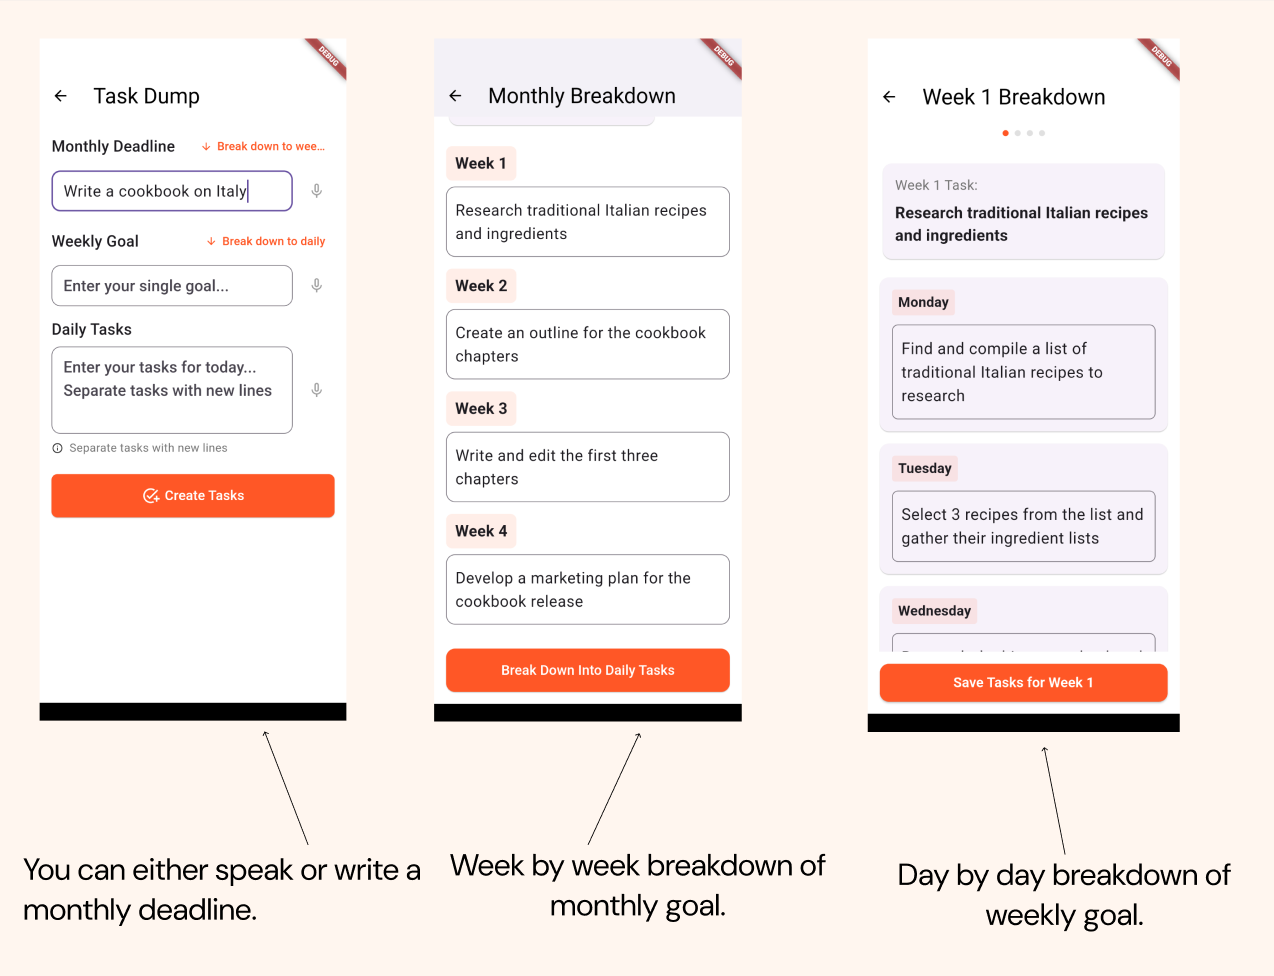 DEBUG
Task Dump
Monthly Deadline
Break down to wee...
Write a cookbook on Italy
Weekly Goal
Break down to daily
Enter your single goal...
Daily Tasks
Enter your tasks for today...
Separate tasks with new lines
Separate tasks with new lines
Create Tasks
You can either speak or write a
monthly deadline.
DEBUG
Monthly Breakdown
Week 1
Research traditional Italian recipes
and ingredients
Week 2
Create an outline for the cookbook
chapters
Week 3
Write and edit the first three
chapters
Week 4
Develop a marketing plan for the
cookbook release
Break Down Into Daily Tasks
Week by week breakdown of
monthly goal.
DEBUG
Week 1 Breakdown
Week 1 Task:
Research traditional Italian recipes
and ingredients
Monday
Find and compile a list of
traditional Italian recipes to
research
Tuesday
Select 3 recipes from the list and
gather their ingredient lists
Wednesday
Save Tasks for Week 1
Day by day breakdown of
weekly goal.